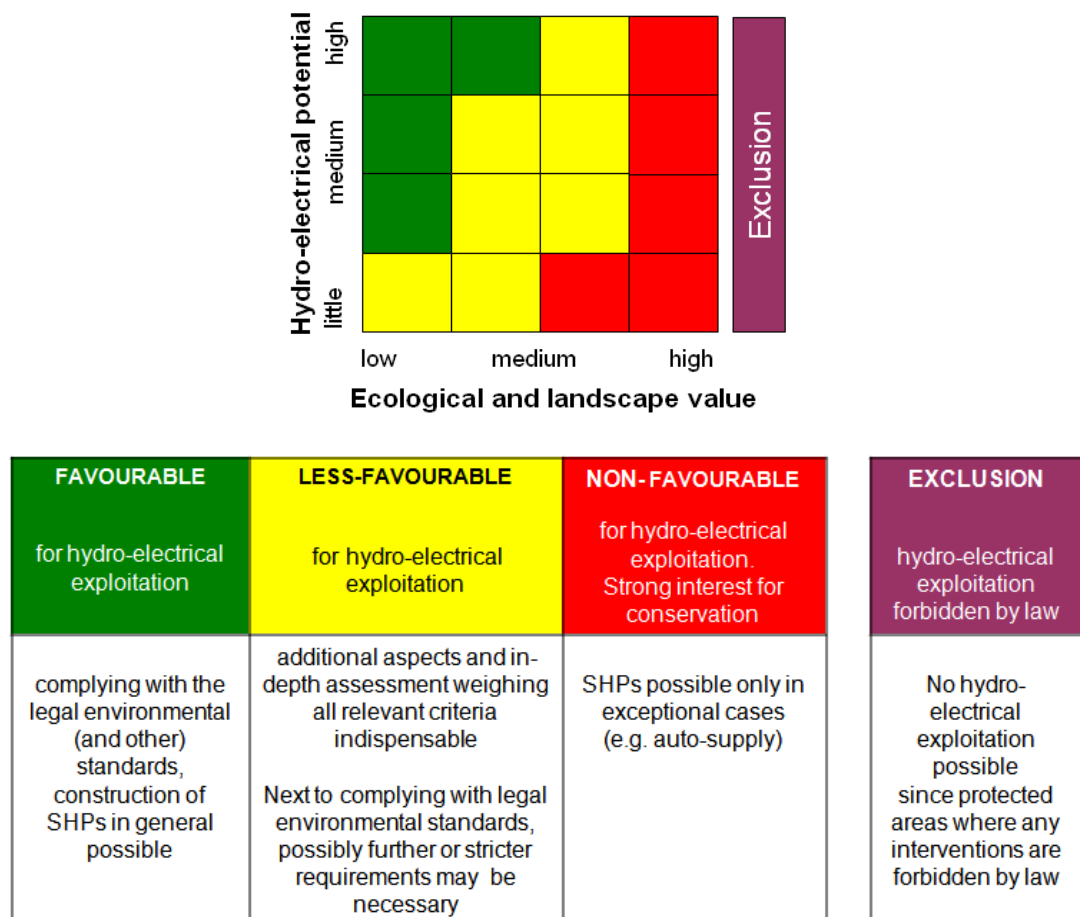 Hydro-electrical potential
high
medium
little
Exclusion
low medium high
Ecological and landscape value
FAVOURABLE
for hydro-electrical
exploitation
complying with the
legal environmental
(and other)
standards,
construction of
SHPs in general
possible
LESS-FAVOURABLE
for hydro-electrical
exploitation
additional aspects and in-
depth assessment weighing
all relevant criteria
indispensable
Next to complying with legal
environmental standards,
possibly further or stricter
requirements may be
necessary
NON-FAVOURABLE
for hydro-electrical
exploitation.
Strong interest for
conservation
SHPs possible only in
exceptional cases
(e.g. auto-supply)
EXCLUSION
hydro-electrical
exploitation
forbidden by law
No hydro-
electrical
exploitation
possible
since protected
areas where any
interventions are
forbidden by law